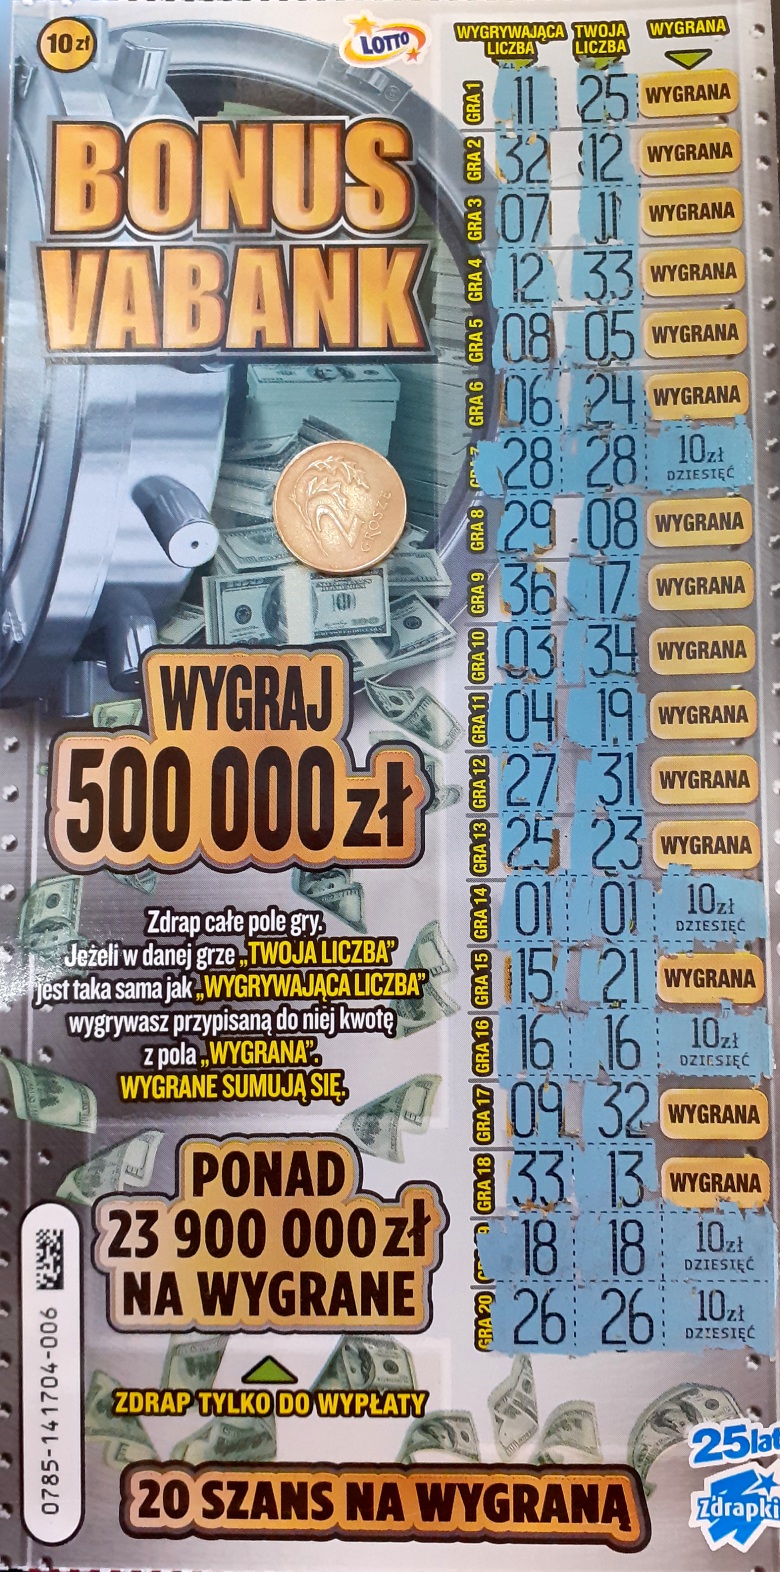 10 zł
LOTTO
BONUS
VABANK
2
GROSZE
WYGRAJ
500 000 zł
Zdrap całe pole gry.
Jeżeli w danej grze „TWOJA LICZBA”
jest taka sama jak „WYGRYWAJĄCA LICZBA”
wygrywasz przypisaną do niej kwotę
z pola „WYGRANA”.
WYGRANE SUMUJĄ SIĘ.
PONAD
23 900 000 zł
NA WYGRANE
ZDRAP TYLKO DO WYPŁATY
0785-141704-006
WYGRYWAJĄCA LICZBA TWOJA LICZBA WYGRANA
GRA 1 11 25 WYGRANA
GRA 2 32 12 WYGRANA
GRA 3 07 11 WYGRANA
GRA 4 12 33 WYGRANA
GRA 5 08 05 WYGRANA
GRA 6 06 24 WYGRANA
28 28 10zł DZIESIĘĆ
GRA 8 29 08 WYGRANA
GRA 9 36 17 WYGRANA
GRA 10 03 34 WYGRANA
GRA 11 04 19 WYGRANA
GRA 12 27 31 WYGRANA
GRA 13 25 23 WYGRANA
GRA 14 01 01 10zł DZIESIĘĆ
GRA 15 15 21 WYGRANA
GRA 16 16 16 10zł DZIESIĘĆ
GRA 17 09 32 WYGRANA
GRA 18 33 13 WYGRANA
18 18 10zł DZIESIĘĆ
GRA 20 26 26 10zł DZIESIĘĆ
25 lat
Zdrapki
20 SZANS NA WYGRANĄ